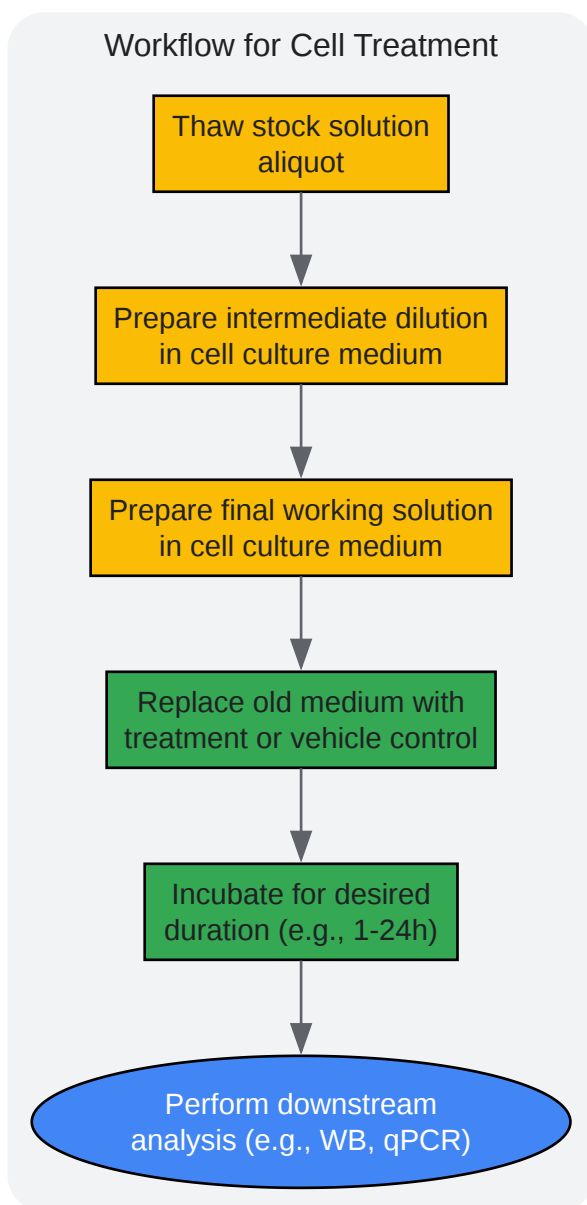 Workflow for Cell Treatment
Thaw stock solution
aliquot
Prepare intermediate dilution
in cell culture medium
Prepare final working solution
in cell culture medium
Replace old medium with
treatment or vehicle control
Incubate for desired
duration (e.g., 1-24h)
Perform downstream
analysis (e.g., WB, qPCR)